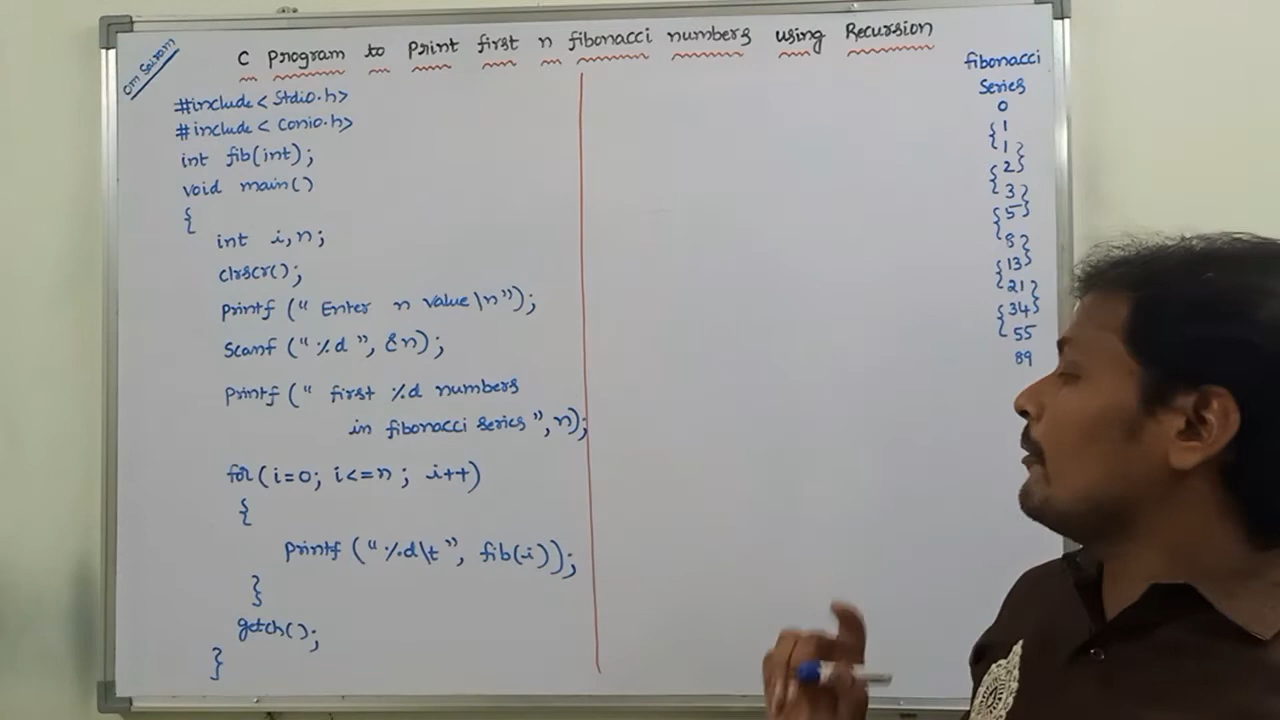 om Sairam
C Program to Print first n fibonacci numbers using Recursion
#include< Stdio.h>
#include< Conio.h>
int fib(int);
void main()
{
int i,n;
clrscr();
Printf (" Enter n value\n");
Scanf ("%d", &n);
Printf (" first %d numbers
in fibonacci series", n);
for(i=0; i<=n; i++)
{
Printf ("%d\t", fib(i));
}
getch();
}
fibonacci
Series
0
1
1
2
3
5
8
13
21
34
55
89